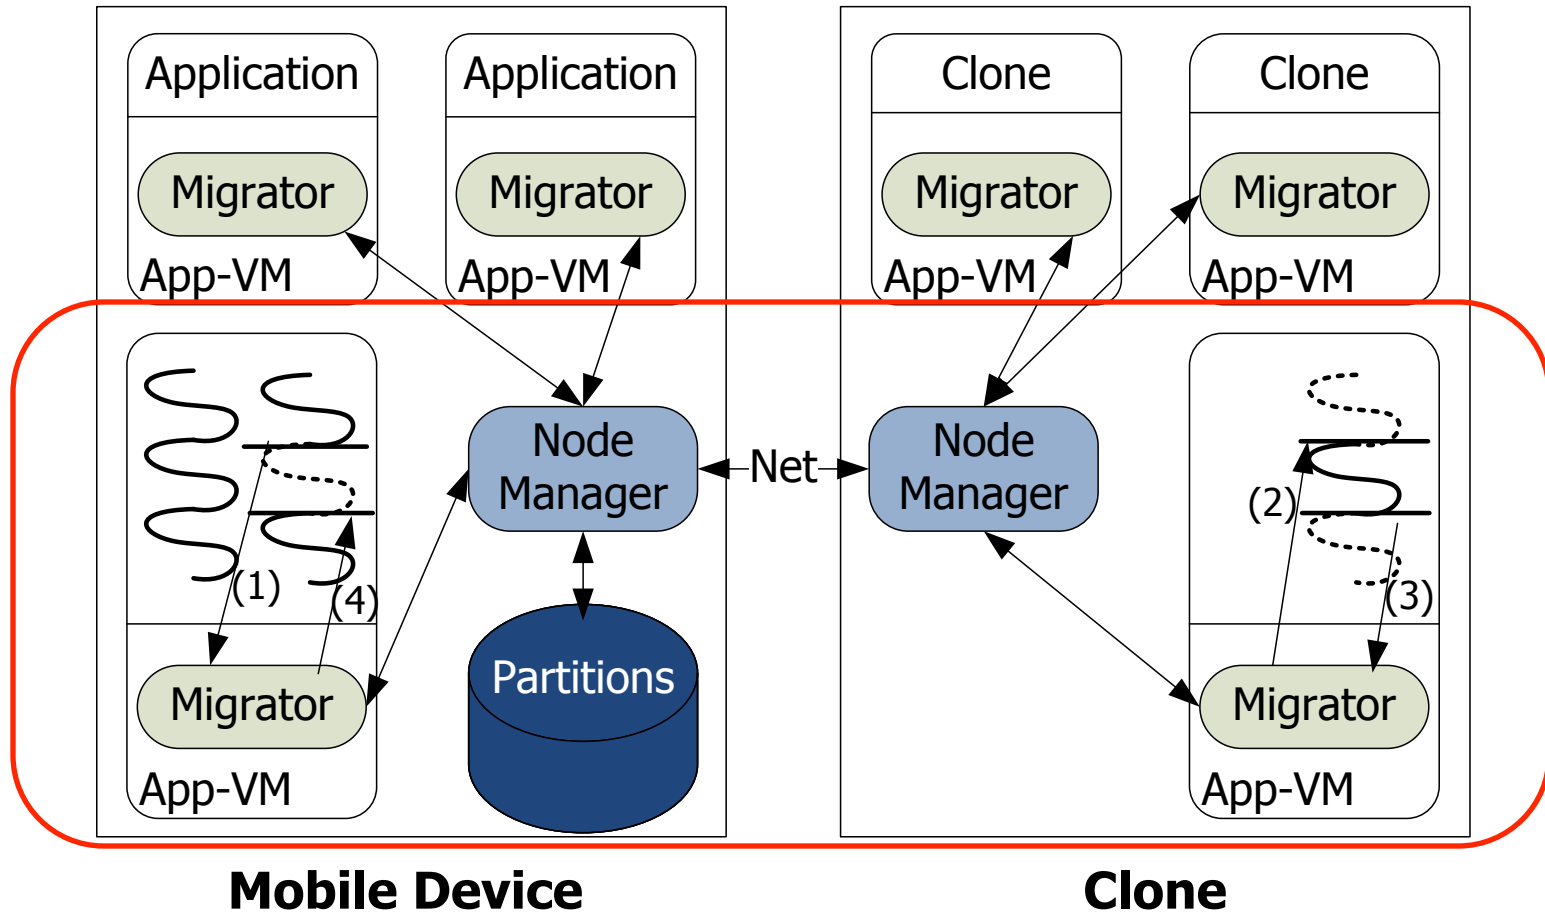 Application
Application
Clone
Clone
Migrator
Migrator
Migrator
Migrator
App-VM
App-VM
App-VM
App-VM
Node
Manager
Net
Node
Manager
(2)
(1)
(4)
(3)
Partitions
Migrator
Migrator
App-VM
App-VM
Mobile Device
Clone